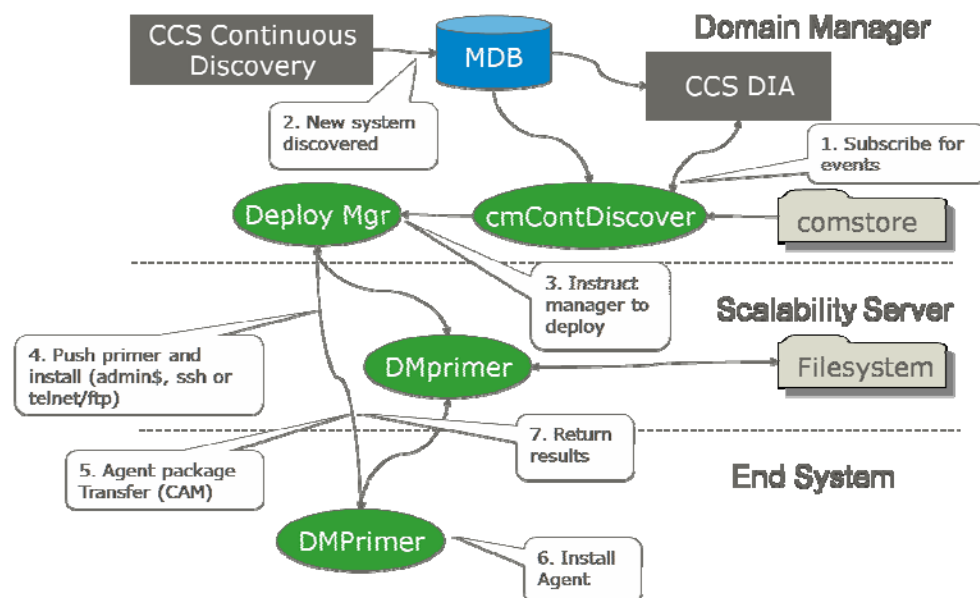 CCS Continuous
Discovery
MDB
Domain Manager
CCS DIA
2. New system
discovered
1. Subscribe for
events
Deploy Mgr
cmContDiscover
comstore
3. Instruct
manager to
deploy
Scalability Server
4. Push primer and
install (admin$, ssh or
telnet/ftp)
DMprimer
Filesystem
5. Agent package
Transfer (CAM)
7. Return
results
End System
DMPrimer
6. Install
Agent